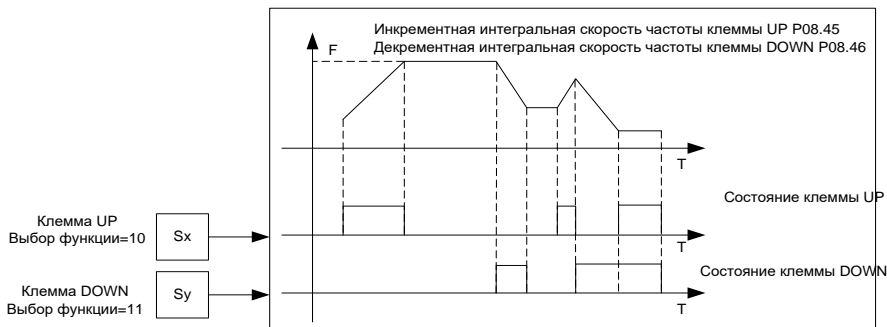 Инкрементная интегральная скорость частоты клеммы UP P08.45
Декрементная интегральная скорость частоты клеммы DOWN P08.46
F
T
Состояние клеммы UP
Клемма UP
Выбор функции=10
Sx
T
Состояние клеммы DOWN
Клемма DOWN
Выбор функции=11
Sy
T